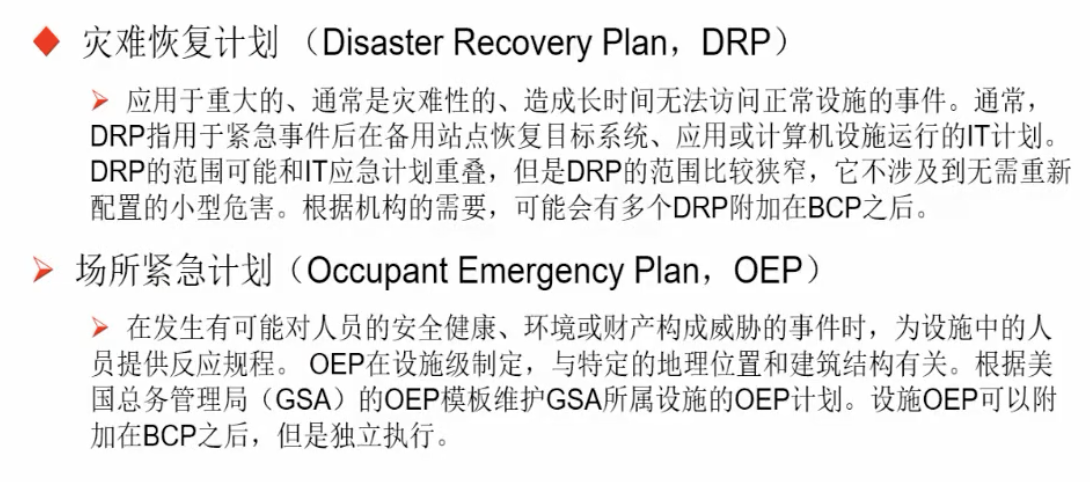 灾难恢复计划 （Disaster Recovery Plan，DRP）
应用于重大的、通常是灾难性的、造成长时间无法访问正常设施的事件。通常，
DRP指用于紧急事件后在备用站点恢复目标系统、应用或计算机设施运行的IT计划。
DRP的范围可能和IT应急计划重叠，但是DRP的范围比较狭窄，它不涉及到无需重新
配置的小型危害。根据机构的需要，可能会有多个DRP附加在BCP之后。
场所紧急计划（Occupant Emergency Plan，OEP）
在发生有可能对人员的安全健康、环境或财产构成威胁的事件时，为设施中的人
员提供反应规程。 OEP在设施级制定，与特定的地理位置和建筑结构有关。根据美
国总务管理局（GSA）的OEP模板维护GSA所属设施的OEP计划。设施OEP可以附
加在BCP之后，但是独立执行。